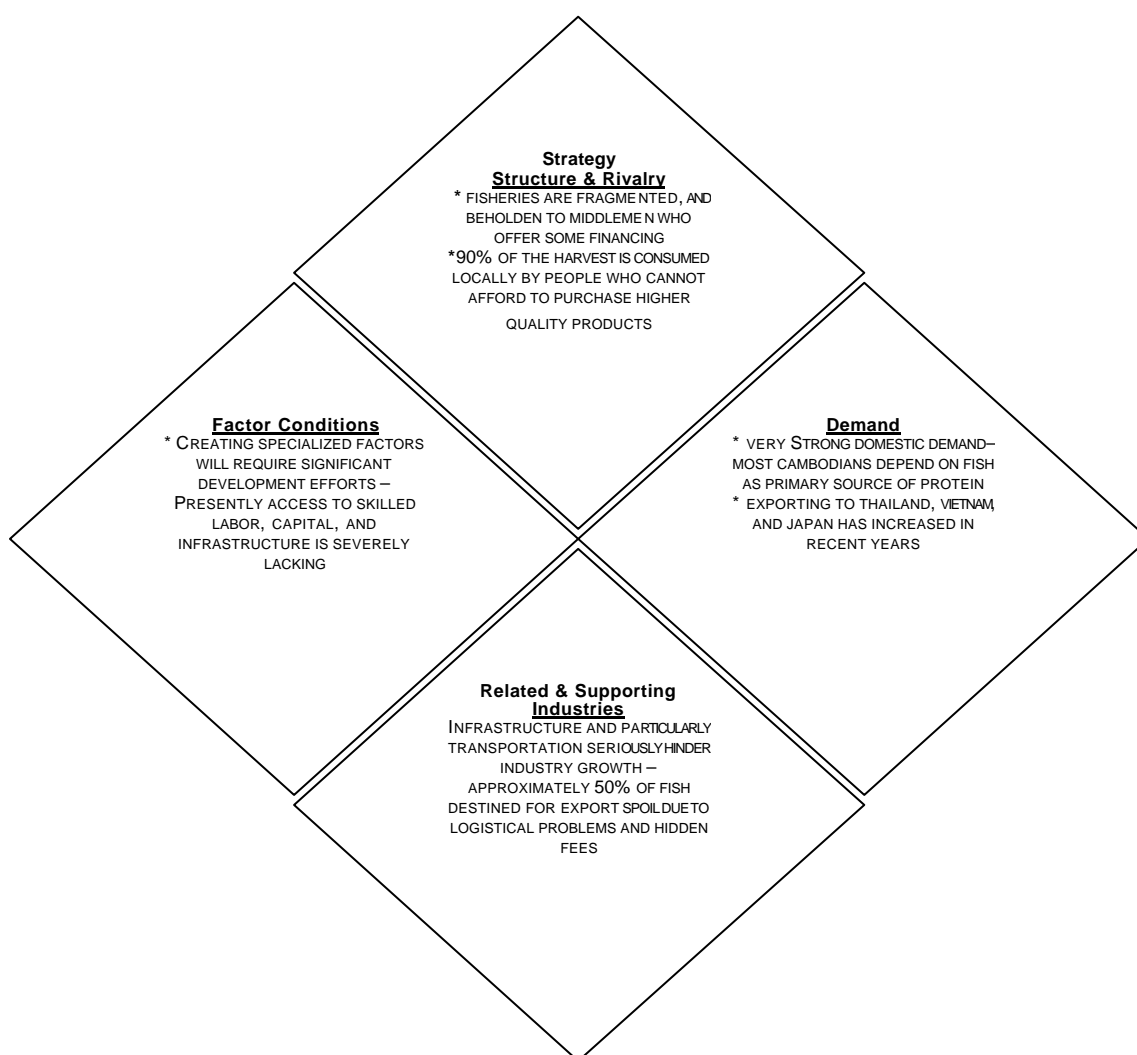 Strategy
Structure & Rivalry
* FISHERIES ARE FRAGMENTED, AND
BEHOLDEN TO MIDDLEMEN WHO
OFFER SOME FINANCING
*90% OF THE HARVEST IS CONSUMED
LOCALLY BY PEOPLE WHO CANNOT
AFFORD TO PURCHASE HIGHER
QUALITY PRODUCTS
Factor Conditions
* CREATING SPECIALIZED FACTORS
WILL REQUIRE SIGNIFICANT
DEVELOPMENT EFFORTS –
PRESENTLY ACCESS TO SKILLED
LABOR, CAPITAL, AND
INFRASTRUCTURE IS SEVERELY
LACKING
Demand
* VERY STRONG DOMESTIC DEMAND–
MOST CAMBODIANS DEPEND ON FISH
AS PRIMARY SOURCE OF PROTEIN
* EXPORTING TO THAILAND, VIETNAM,
AND JAPAN HAS INCREASED IN
RECENT YEARS
Related & Supporting
Industries
INFRASTRUCTURE AND PARTICULARLY
TRANSPORTATION SERIOUSLY HINDER
INDUSTRY GROWTH –
APPROXIMATELY 50% OF FISH
DESTINED FOR EXPORT SPOIL DUE TO
LOGISTICAL PROBLEMS AND HIDDEN
FEES